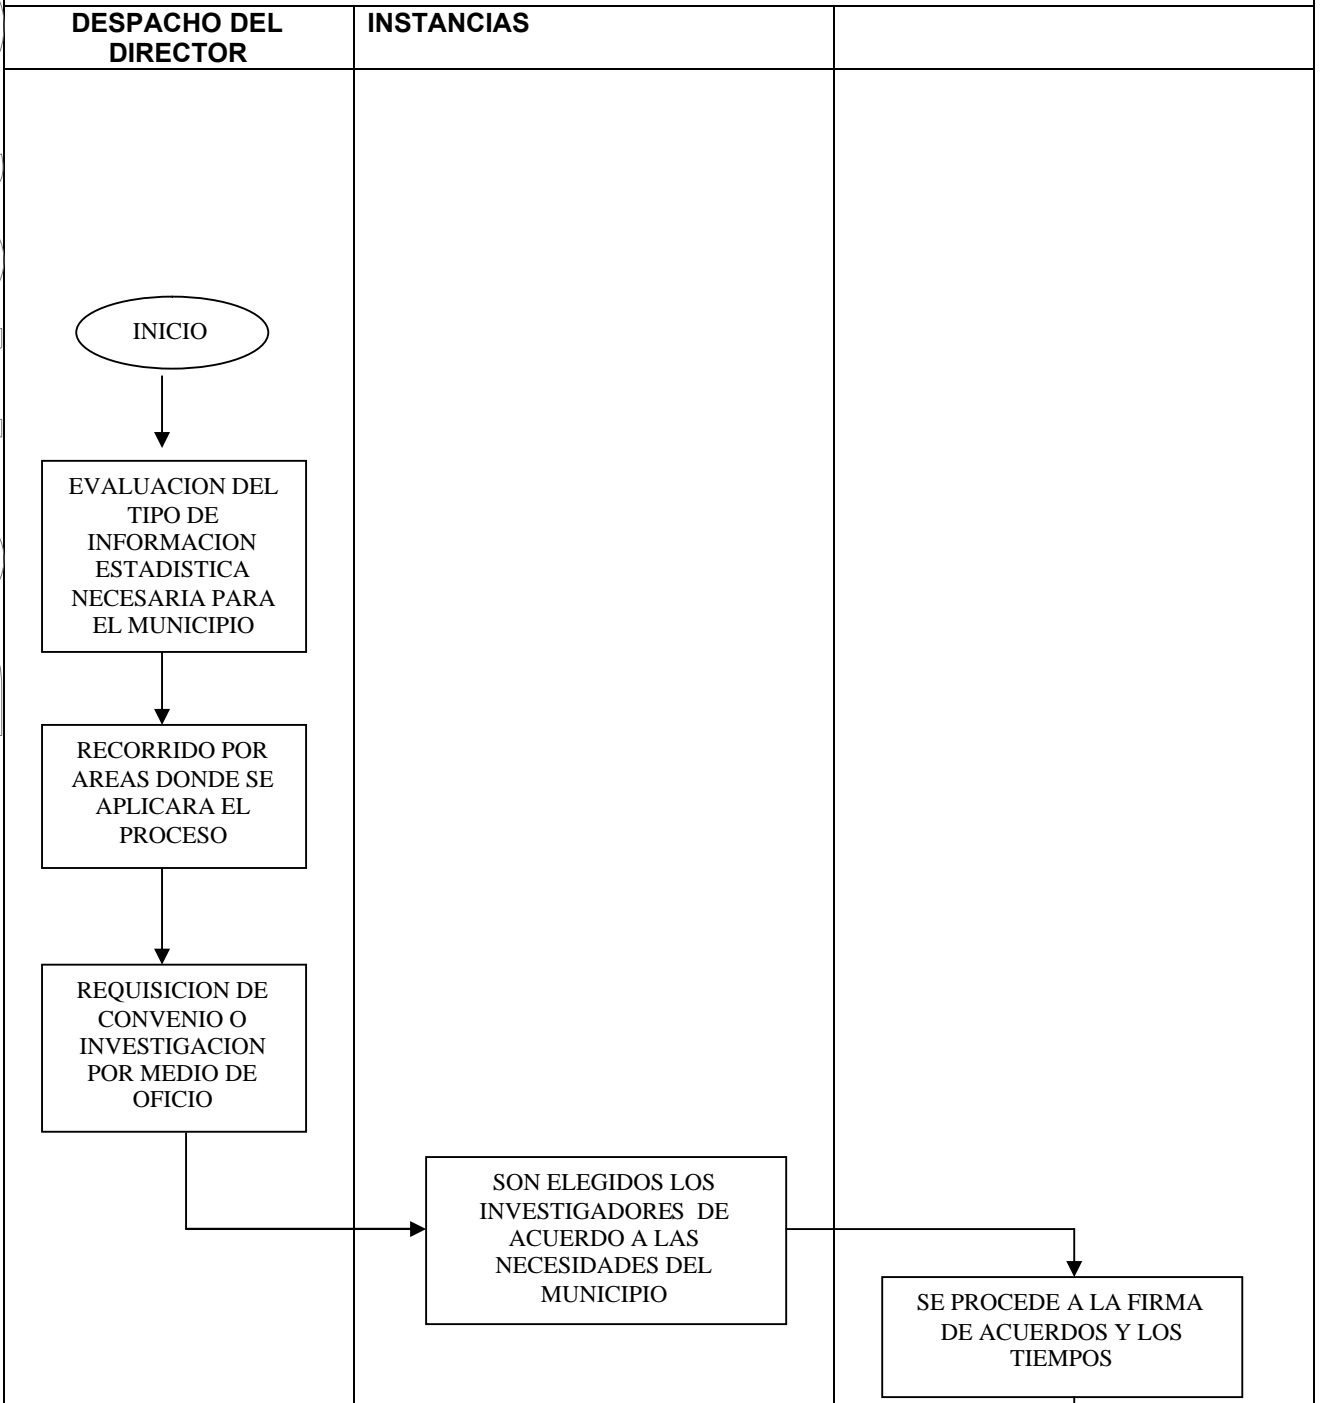 DESPACHO DEL
DIRECTOR
INSTANCIAS
INICIO
EVALUACION DEL
TIPO DE
INFORMACION
ESTADISTICA
NECESARIA PARA
EL MUNICIPIO
RECORRIDO POR
AREAS DONDE SE
APLICARA EL
PROCESO
REQUISICION DE
CONVENIO O
INVESTIGACION
POR MEDIO DE
OFICIO
SON ELEGIDOS LOS
INVESTIGADORES DE
ACUERDO A LAS
NECESIDADES DEL
MUNICIPIO
SE PROCEDE A LA FIRMA
DE ACUERDOS Y LOS
TIEMPOS